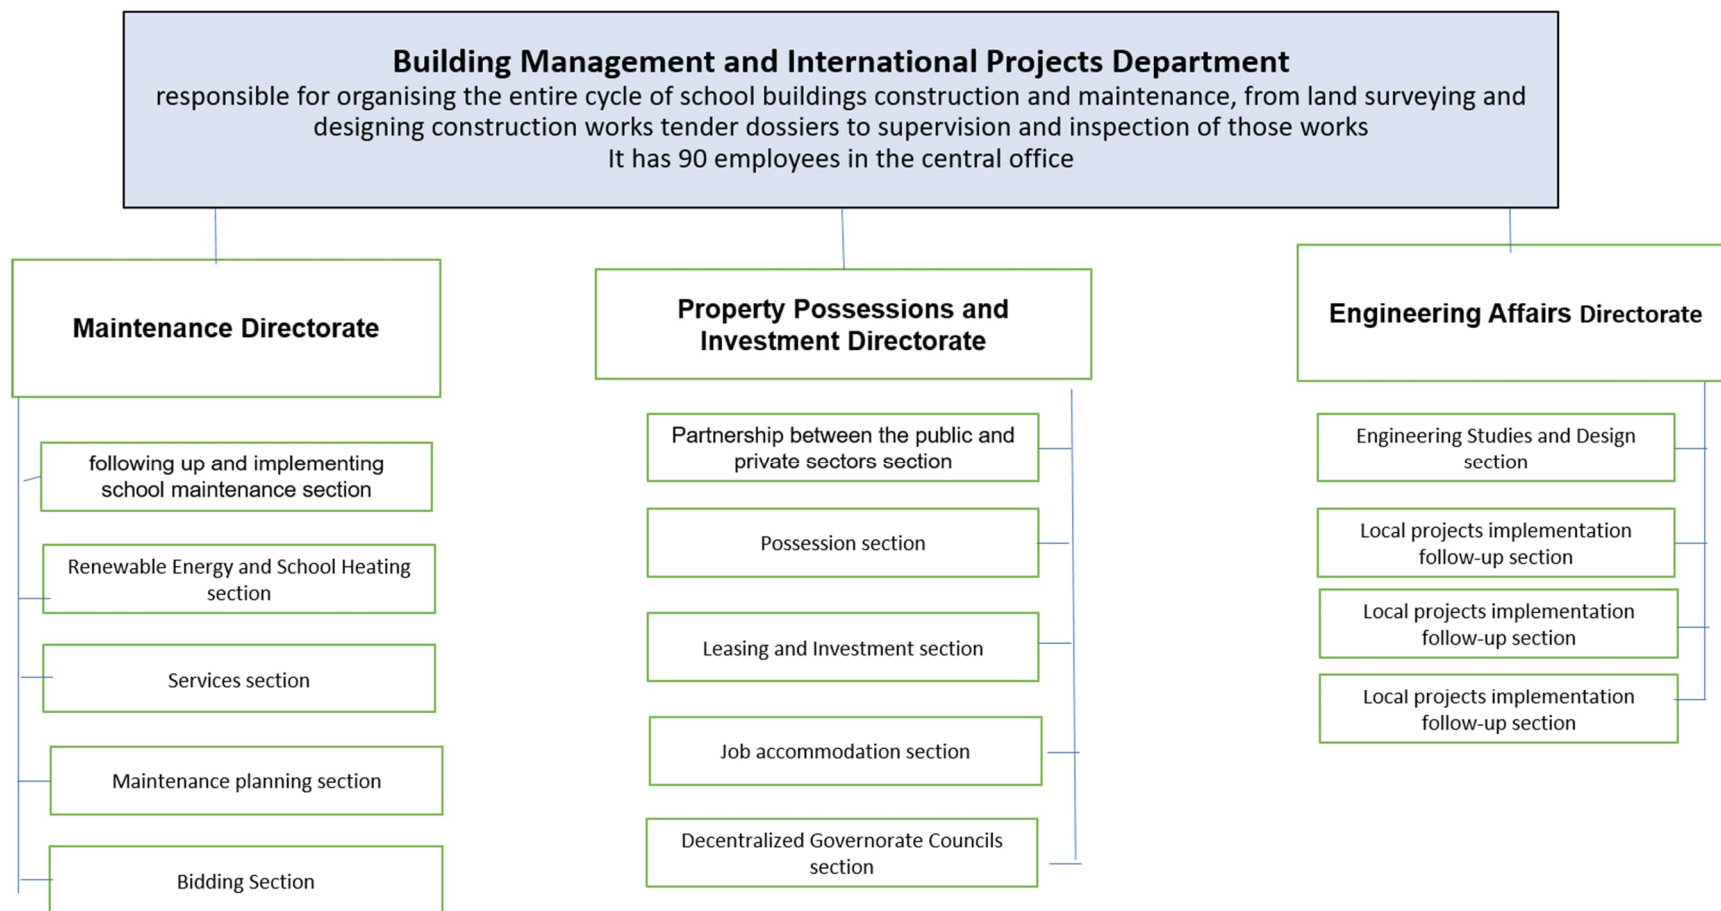 Building Management and International Projects Department
responsible for organising the entire cycle of school buildings construction and maintenance, from land surveying and
designing construction works tender dossiers to supervision and inspection of those works
It has 90 employees in the central office
Maintenance Directorate
following up and implementing
school maintenance section
Renewable Energy and School Heating
section
Services section
Maintenance planning section
Bidding Section
Property Possessions and
Investment Directorate
Partnership between the public and
private sectors section
Possession section
Leasing and Investment section
Job accommodation section
Decentralized Governorate Councils
section
Engineering Affairs Directorate
Engineering Studies and Design
section
Local projects implementation
follow-up section
Local projects implementation
follow-up section
Local projects implementation
follow-up section